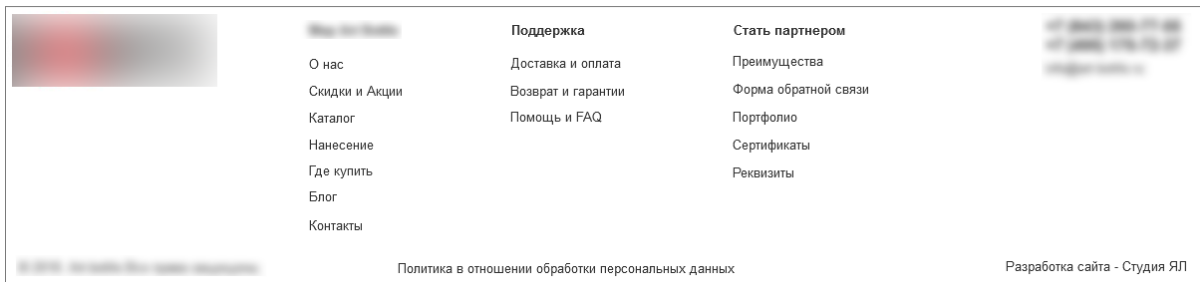 О нас
Скидки и Акции
Каталог
Нанесение
Где купить
Блог
Контакты
Поддержка
Доставка и оплата
Возврат и гарантии
Помощь и FAQ
Стать партнером
Преимущества
Форма обратной связи
Портфолио
Сертификаты
Реквизиты
Политика в отношении обработки персональных данных
Разработка сайта - Студия ЯЛ